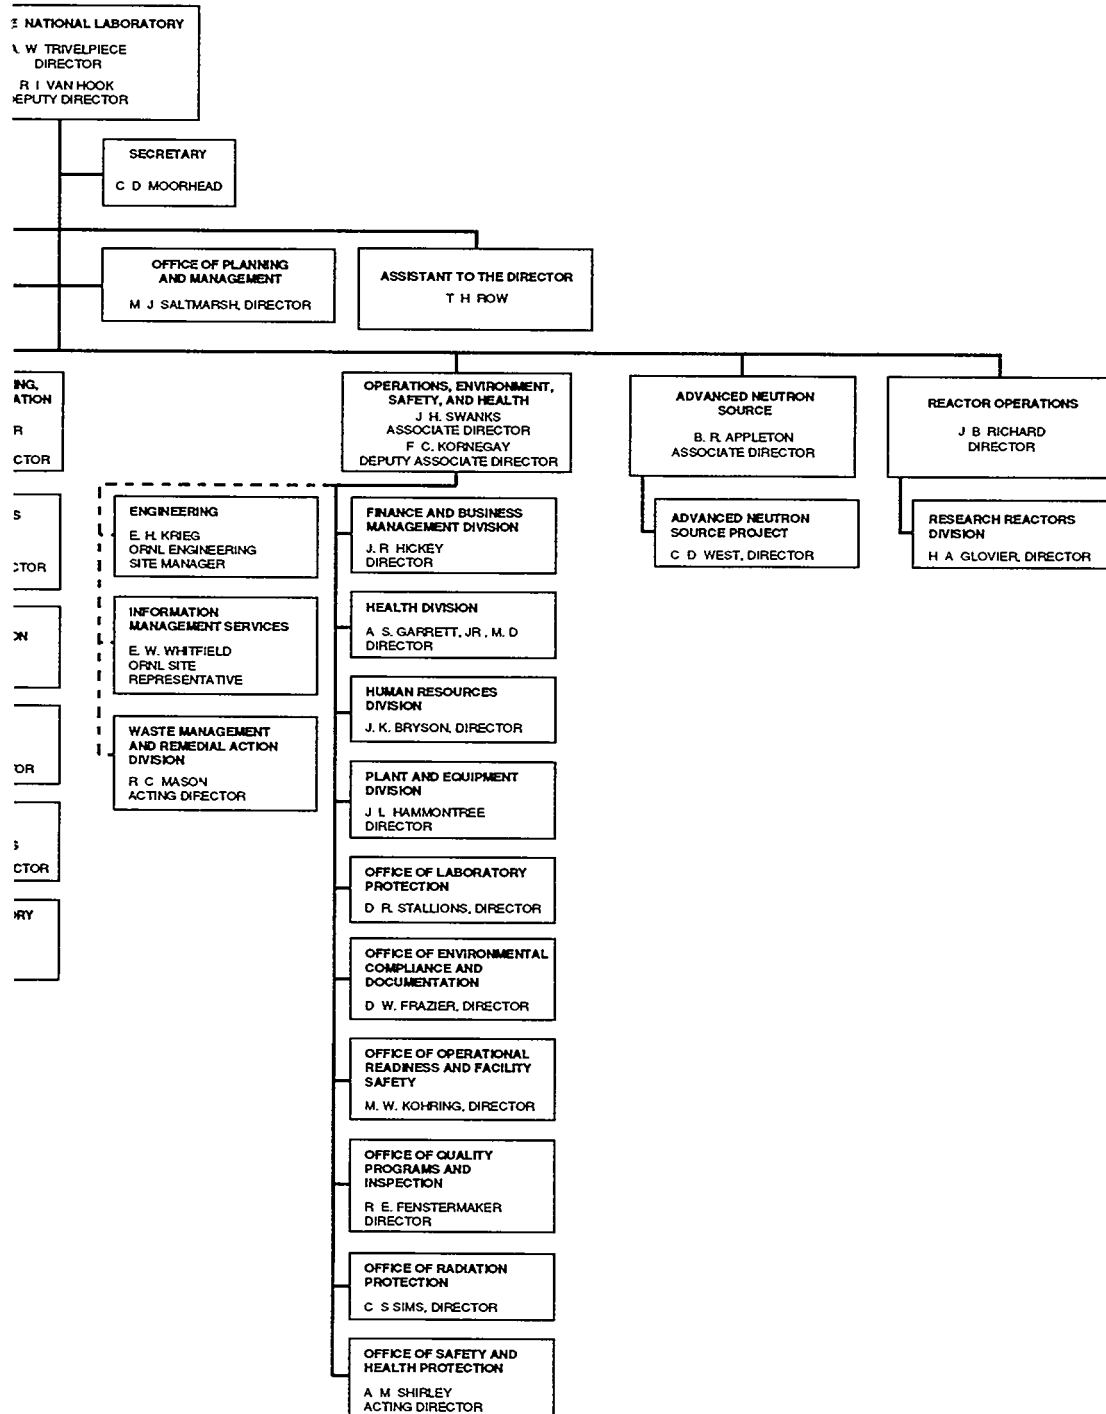 NATIONAL LABORATORY
W TRIVELPIECE
DIRECTOR
R I VAN HOOK
DEPUTY DIRECTOR
SECRETARY
C D MOORHEAD
OFFICE OF PLANNING
AND MANAGEMENT
M J SALTMARSH, DIRECTOR
ASSISTANT TO THE DIRECTOR
T H ROW
OPERATIONS, ENVIRONMENT,
SAFETY, AND HEALTH
J H. SWANKS
ASSOCIATE DIRECTOR
F C. KORNEGAY
DEPUTY ASSOCIATE DIRECTOR
ADVANCED NEUTRON
SOURCE
B. R. APPLETON
ASSOCIATE DIRECTOR
REACTOR OPERATIONS
J B RICHARD
DIRECTOR
ENGINEERING
E. H. KRIEG
ORNL ENGINEERING
SITE MANAGER
INFORMATION
MANAGEMENT SERVICES
E. W. WHITFIELD
ORNL SITE
REPRESENTATIVE
WASTE MANAGEMENT
AND REMEDIAL ACTION
DIVISION
R C MASON
ACTING DIRECTOR
FINANCE AND BUSINESS
MANAGEMENT DIVISION
J. R HICKEY
DIRECTOR
HEALTH DIVISION
A S. GARRETT, JR, M. D
DIRECTOR
HUMAN RESOURCES
DIVISION
J. K. BRYSON, DIRECTOR
PLANT AND EQUIPMENT
DIVISION
J L HAMMONTREE
DIRECTOR
OFFICE OF LABORATORY
PROTECTION
D R. STALLIONS, DIRECTOR
OFFICE OF ENVIRONMENTAL
COMPLIANCE AND
DOCUMENTATION
D W. FRAZIER, DIRECTOR
OFFICE OF OPERATIONAL
READINESS AND FACILITY
SAFETY
M. W. KOHRING, DIRECTOR
OFFICE OF QUALITY
PROGRAMS AND
INSPECTION
R E. FENSTERMAKER
DIRECTOR
OFFICE OF RADIATION
PROTECTION
C S SIMS, DIRECTOR
OFFICE OF SAFETY AND
HEALTH PROTECTION
A M SHIRLEY
ACTING DIRECTOR
ADVANCED NEUTRON
SOURCE PROJECT
C D WEST, DIRECTOR
RESEARCH REACTORS
DIVISION
H A GLOVIER, DIRECTOR